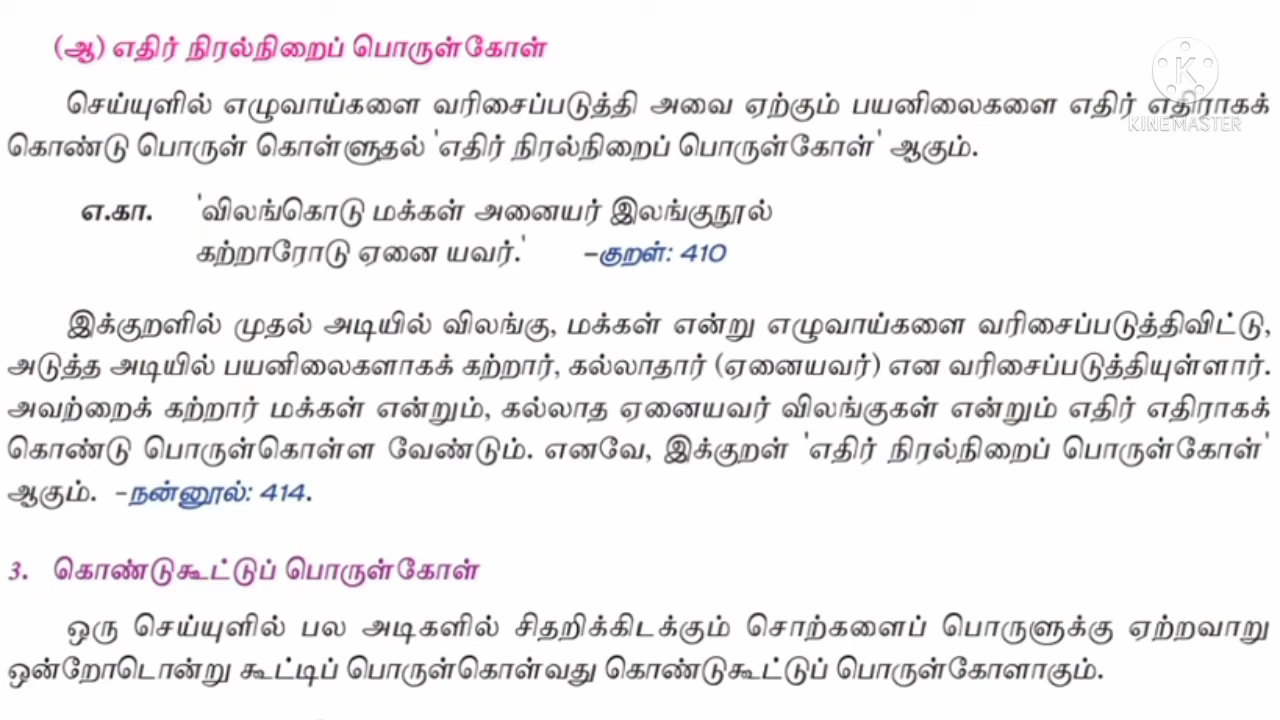 (ஆ) எதிர் நிரல்நிறைப் பொருள்கோள்
செய்யுளில் எழுவாய்களை வரிசைப்படுத்தி அவை ஏற்கும் பயனிலைகளை எதிர் எதிராகக்
கொண்டு பொருள் கொள்ளுதல் 'எதிர் நிரல்நிறைப் பொருள்கோள்' ஆகும்.
எ.கா. 'விலங்கொடு மக்கள் அனையர் இலங்குநூல்
கற்றாரோடு ஏனை யவர்.' –குறள்: 410
இக்குறளில் முதல் அடியில் விலங்கு, மக்கள் என்று எழுவாய்களை வரிசைப்படுத்திவிட்டு,
அடுத்த அடியில் பயனிலைகளாகக் கற்றார், கல்லாதார் (ஏனையவர்) என வரிசைப்படுத்தியுள்ளார்.
அவற்றைக் கற்றார் மக்கள் என்றும், கல்லாத ஏனையவர் விலங்குகள் என்றும் எதிர் எதிராகக்
கொண்டு பொருள்கொள்ள வேண்டும். எனவே, இக்குறள் 'எதிர் நிரல்நிறைப் பொருள்கோள்'
ஆகும். -நன்னூல்: 414.
3. கொண்டுகூட்டுப் பொருள்கோள்
ஒரு செய்யுளில் பல அடிகளில் சிதறிக்கிடக்கும் சொற்களைப் பொருளுக்கு ஏற்றவாறு
ஒன்றோடொன்று கூட்டிப் பொருள்கொள்வது கொண்டுகூட்டுப் பொருள்கோளாகும்.
K
KINEMASTER